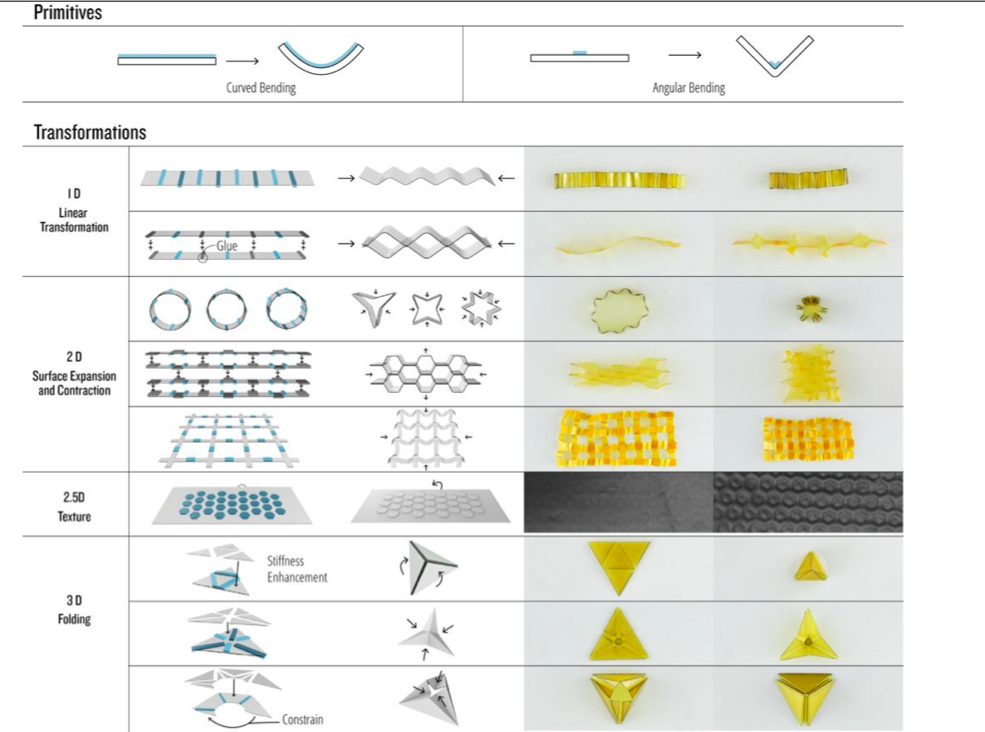 Primitives
Curved Bending
Angular Bending
Transformations
1D
Linear
Transformation
Glue
2D
Surface Expansion
and Contraction
2.5D
Texture
3D
Folding
Stiffness
Enhancement
Constrain